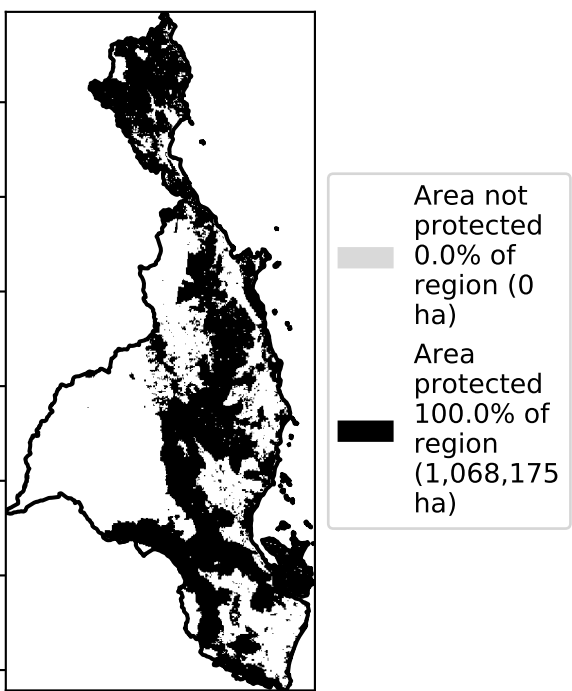 Area not
protected
0.0% of
region (0
ha)
Area
protected
100.0% of
region
(1,068,175
ha)